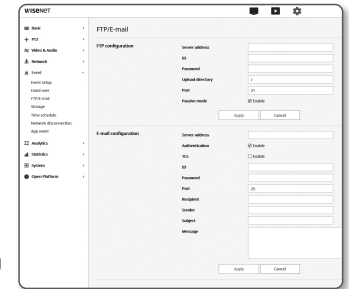 WISENET
Basic
PTZ
Video & Audio
Network
Event
Event setup
Hand over
FTP/E-mail
Storage
Time schedule
Network disconnection
App event
Analytics
Statistics
System
Open Platform
FTP/E-mail
FTP configuration
Server address
ID
Password
Upload directory
/
Port
21
Passive mode
Enable
Apply
Cancel
E-mail configuration
Server address
Authentication
Enable
TLS
Enable
ID
Password
Port
25
Recipient
Sender
Subject
Message
Apply
Cancel